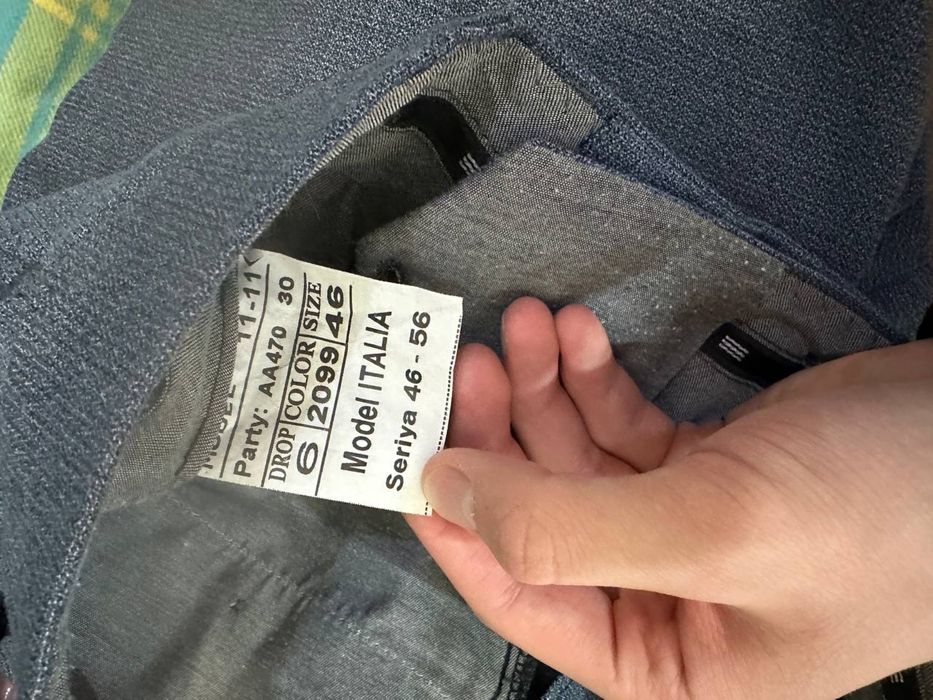 11-11
Party: AA470 30
DROP COLOR SIZE
6 2099 46
Model ITALIA
Seriya 46 - 56